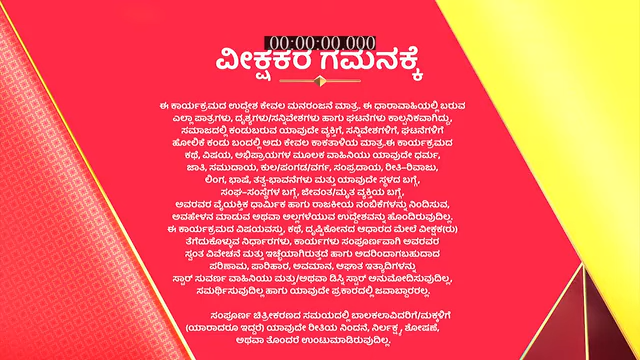 00:00:00.000
ವೀಕ್ಷಕರ ಗಮನಕ್ಕೆ
ಈ ಕಾರ್ಯಕ್ರಮದ ಉದ್ದೇಶ ಕೇವಲ ಮನರಂಜನೆ ಮಾತ್ರ. ಈ ಧಾರಾವಾಹಿಯಲ್ಲಿ ಬರುವ
ಎಲ್ಲಾ ಪಾತ್ರಗಳು, ದೃಶ್ಯಗಳು/ಸನ್ನಿವೇಶಗಳು ಹಾಗು ಘಟನೆಗಳು ಕಾಲ್ಪನಿಕವಾಗಿದ್ದು,
ಸಮಾಜದಲ್ಲಿ ಕಂಡುಬರುವ ಯಾವುದೇ ವ್ಯಕ್ತಿಗೆ, ಸನ್ನಿವೇಶಗಳಿಗೆ, ಘಟನೆಗಳಿಗೆ
ಹೋಲಿಕೆ ಕಂಡು ಬಂದಲ್ಲಿ ಅದು ಕೇವಲ ಕಾಕತಾಳಿಯ ಮಾತ್ರ.ಈ ಕಾರ್ಯಕ್ರಮದ
ಕಥೆ, ವಿಷಯ, ಅಭಿಪ್ರಾಯಗಳ ಮೂಲಕ ವಾಹಿನಿಯು ಯಾವುದೇ ಧರ್ಮ,
ಜಾತಿ, ಸಮುದಾಯ, ಕುಲ/ಪಂಗಡ/ವರ್ಗ, ಸಂಪ್ರದಾಯ, ರೀತಿ-ರಿವಾಜು,
ಲಿಂಗ, ಭಾಷೆ, ತತ್ವ-ಭಾವನೆಗಳು ಮತ್ತು ಯಾವುದೇ ಸ್ಥಳದ ಬಗ್ಗೆ,
ಸಂಘ-ಸಂಸ್ಥೆಗಳ ಬಗ್ಗೆ, ಜೀವಂತ/ಮೃತ ವ್ಯಕ್ತಿಯ ಬಗ್ಗೆ,
ಅವರವರ ವೈಯಕ್ತಿಕ ಧಾರ್ಮಿಕ ಹಾಗು ರಾಜಕೀಯ ನಂಬಿಕೆಗಳನ್ನು ನಿಂದಿಸುವ,
ಅವಹೇಳನ ಮಾಡುವ ಅಥವಾ ಅಲ್ಲಗಳೆಯುವ ಉದ್ದೇಶವನ್ನು ಹೊಂದಿರುವುದಿಲ್ಲ.
ಈ ಕಾರ್ಯಕ್ರಮದ ವಿಷಯವಸ್ತು, ಕಥೆ, ದೃಷ್ಟಿಕೋನದ ಆಧಾರದ ಮೇಲೆ ವೀಕ್ಷಕ(ರು)
ತೆಗೆದುಕೊಳ್ಳುವ ನಿರ್ಧಾರಗಳು, ಕಾರ್ಯಗಳು ಸಂಪೂರ್ಣವಾಗಿ ಅವರವರ
ಸ್ವಂತ ವಿವೇಚನೆ ಮತ್ತು ಇಚ್ಛೆಯಾಗಿರುತ್ತದೆ ಹಾಗು ಅದರಿಂದಾಗಬಹುದಾದ
ಪರಿಣಾಮ, ಪಾರಿಹಾರ, ಅವಮಾನ, ಆಘಾತ ಇತ್ಯಾದಿಗಳನ್ನು
ಸ್ಟಾರ್ ಸುವರ್ಣ ವಾಹಿನಿಯು ಮತ್ತು/ಅಥವಾ ಡಿಸ್ನಿ ಸ್ಟಾರ್ ಅನುಮೋದಿಸುವುದಿಲ್ಲ,
ಸಮರ್ಥಿಸುವುದಿಲ್ಲ ಹಾಗು ಯಾವುದೇ ಪ್ರಕಾರದಲ್ಲಿ ಜವಾಬ್ದಾರರಲ್ಲ.
ಸಂಪೂರ್ಣ ಚಿತ್ರೀಕರಣದ ಸಮಯದಲ್ಲಿ ಬಾಲಕಲಾವಿದರಿಗೆ/ಮಕ್ಕಳಿಗೆ
(ಯಾರಾದರೂ ಇದ್ದರೆ) ಯಾವುದೇ ರೀತಿಯ ನಿಂದನೆ, ನಿರ್ಲಕ್ಷ್ಯ, ಶೋಷಣೆ,
ಅಥವಾ ತೊಂದರೆ ಉಂಟುಮಾಡಿರುವುದಿಲ್ಲ.